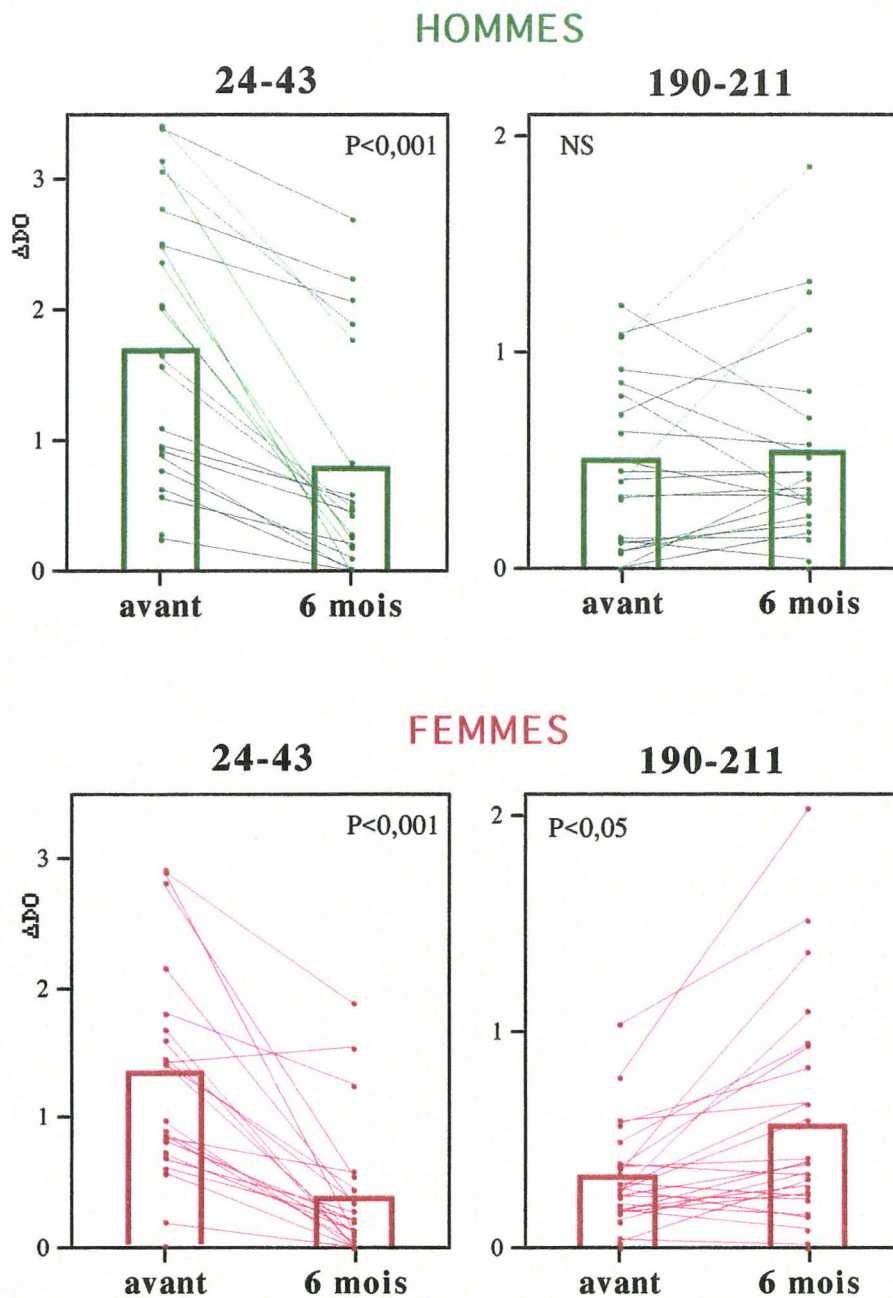 HOMMES
24-43
190-211
P<0,001
NS
3
2
1
0
ΔDO
2
1
0
avant
6 mois
avant
6 mois
FEMMES
24-43
190-211
P<0,001
P<0,05
3
2
1
0
ΔDO
2
1
0
avant
6 mois
avant
6 mois